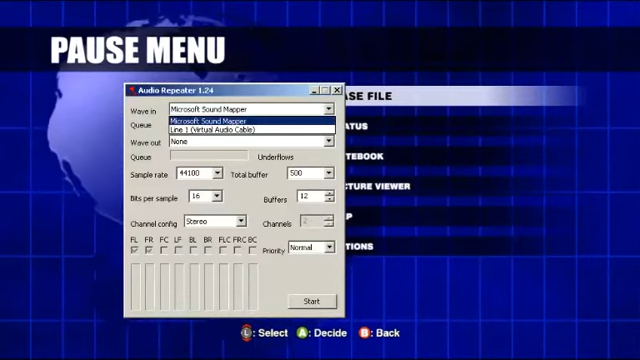 PAUSE MENU
Audio Repeater 1.24
Wave in Microsoft Sound Mapper
ASE FILE
Microsoft Sound Mapper
Queue Line 1 (Virtual Audio Cable)
ATUS
Wave out None
Queue Underflows
TEBOOK
Sample rate 44100 Total buffer 500
CTURE VIEWER
Bits per sample 16 Buffers 12
P
Channel config Stereo Channels 2
FL FR FC LF BL BR FLC FRC BC
Priority Normal
TIONS
Start
L: Select A: Decide B: Back